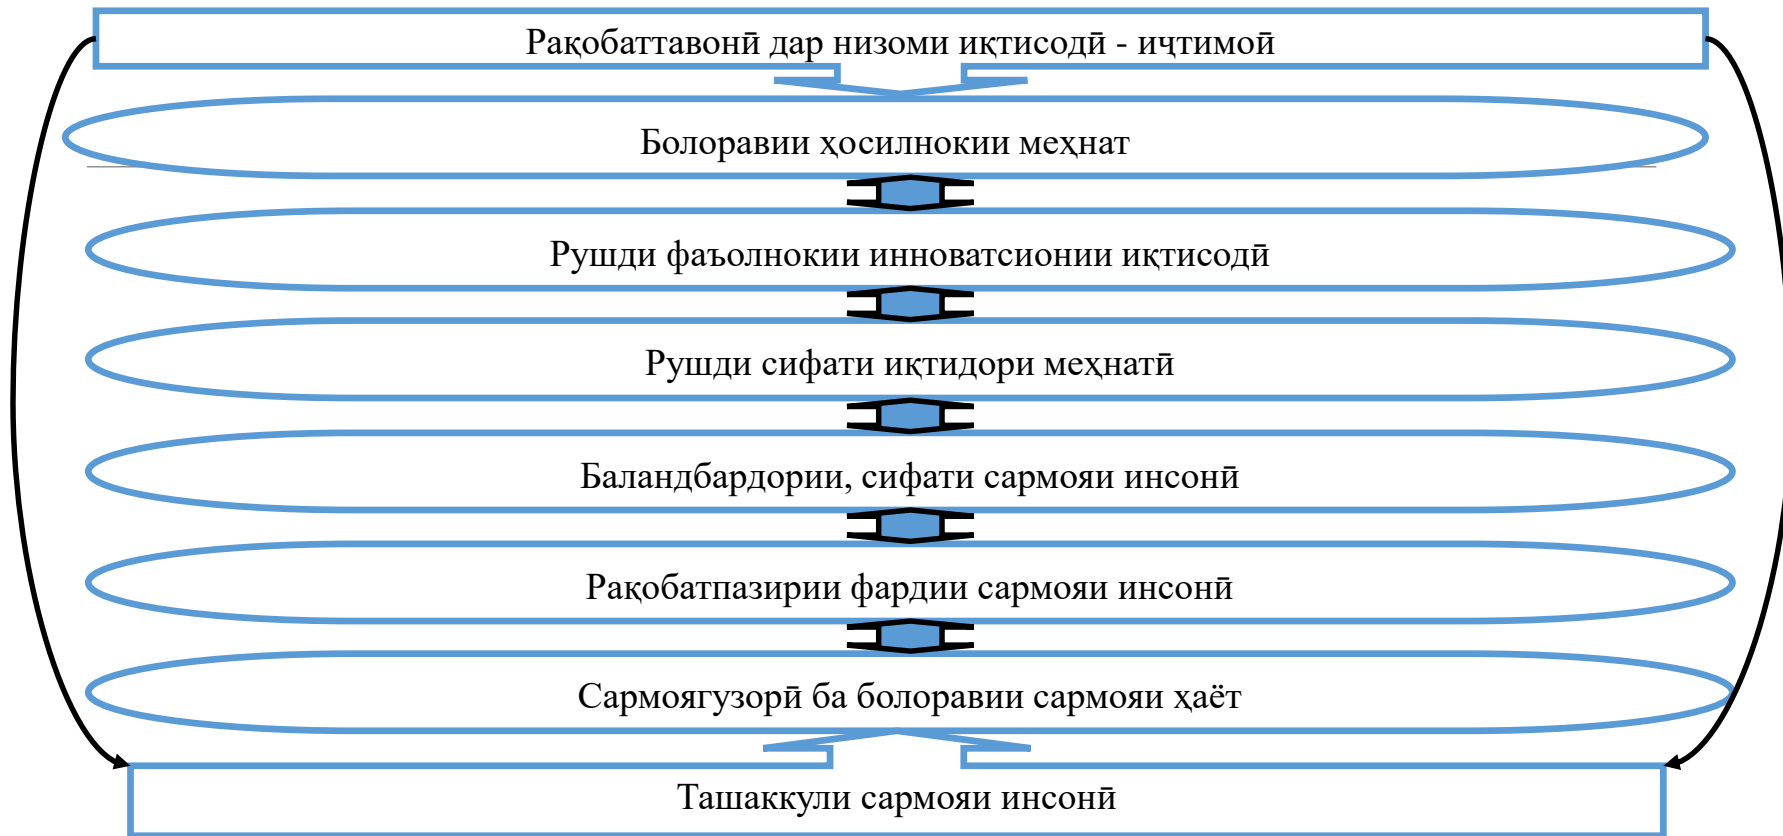 Рақобаттавонӣ дар низоми иқтисодӣ - иҷтимоӣ
Болоравии ҳосилнокии меҳнат
Рушди фаъолнокии инноватсионии иқтисодӣ
Рушди сифати иқтидори меҳнатӣ
Баландбардории, сифати сармояи инсонӣ
Рақобатпазирии фардии сармояи инсонӣ
Сармоягузорӣ ба болоравии сармояи ҳаёт
Ташаккули сармояи инсонӣ